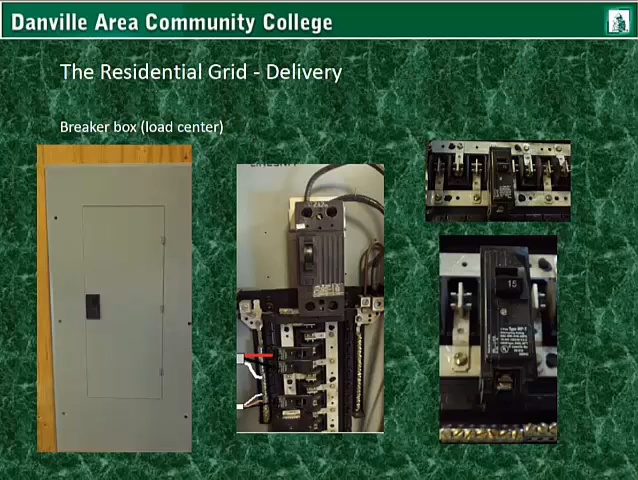 Danville Area Community College
The Residential Grid - Delivery
Breaker box (load center)
15